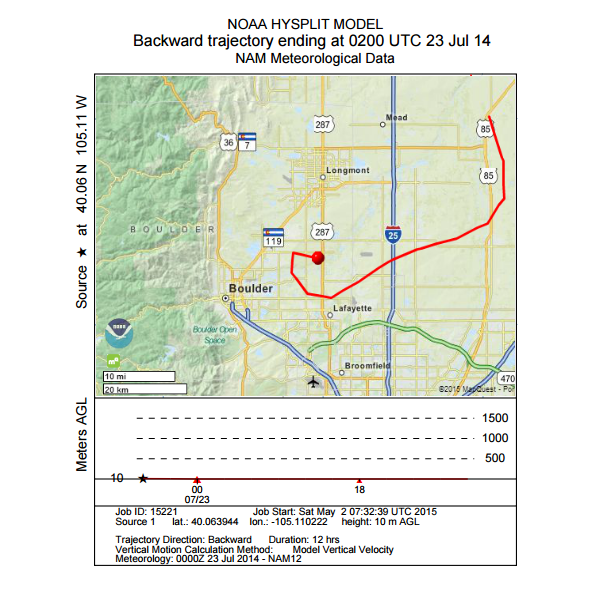 NOAA HYSPLIT MODEL
Backward trajectory ending at 0200 UTC 23 Jul 14
NAM Meteorological Data
Source ★ at 40.06 N 105.11 W
Mead
287
85
36
7
Longmont
85
BOULDER
119
287
25
Boulder
Lafayette
NOAA
Boulder Open
Space
Broomfield
10 mi
470
20 km
©2015 MapQuest - Por
Meters AGL
1500
1000
500
10
00
18
07/23
Job ID: 15221 Job Start: Sat May 2 07:32:39 UTC 2015
Source 1 lat.: 40.063944 lon.: -105.110222 height: 10 m AGL
Trajectory Direction: Backward Duration: 12 hrs
Vertical Motion Calculation Method: Model Vertical Velocity
Meteorology: 0000Z 23 Jul 2014 - NAM12